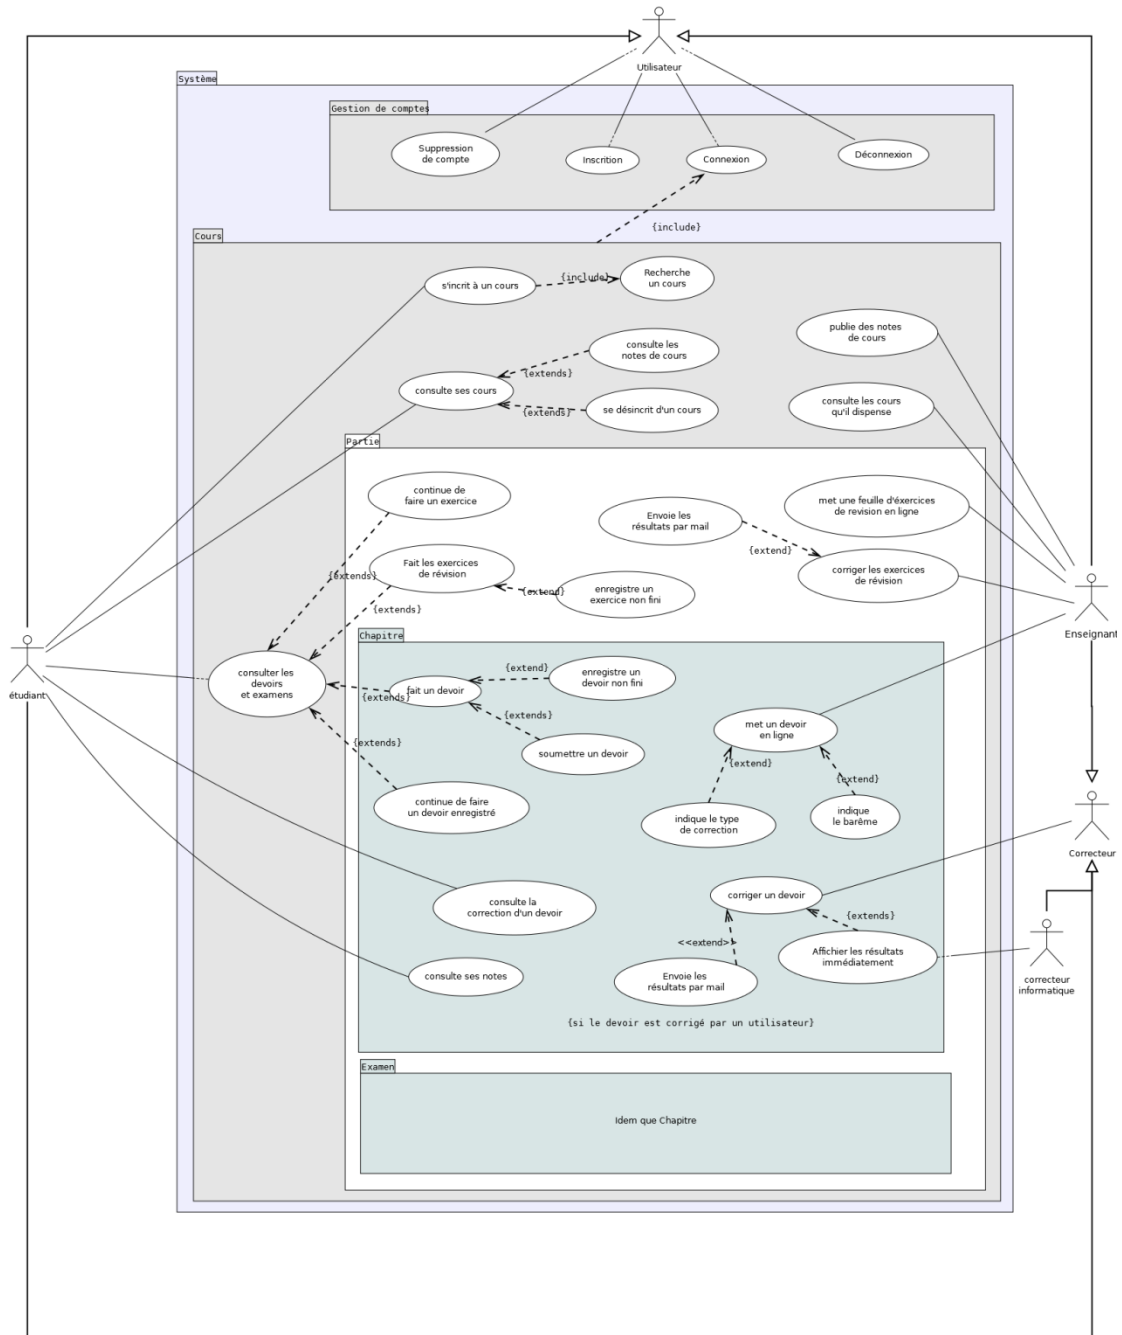 Utilisateur
Système
Gestion de comptes
Suppression
de compte
Inscrition
Connexion
Déconnexion
{include}
Cours
s'incrit à un cours
{include}
Recherche
un cours
publie des notes
de cours
consulte les
notes de cours
{extends}
consulte ses cours
consulte les cours
qu'il dispense
{extends}
se désincrit d'un cours
Partie
continue de
faire un exercice
met une feuille d'éxercices
de revision en ligne
Envoie les
résultats par mail
{extend}
Fait les exercices
de révision
corriger les exercices
de révision
{extends}
{extend}
enregistre un
exercice non fini
{extends}
Enseignant
Chapitre
étudiant
consulter les
devoirs
et examens
{extend}
enregistre un
devoir non fini
fait un devoir
{extends}
{extends}
met un devoir
en ligne
{extends}
soumettre un devoir
{extend}
{extend}
continue de faire
un devoir enregistré
indique le type
de correction
indique
le barême
Correcteur
corriger un devoir
consulte la
correction d'un devoir
{extends}
<<extend>>
Affichier les résultats
immédiatement
consulte ses notes
Envoie les
résultats par mail
correcteur
informatique
{si le devoir est corrigé par un utilisateur}
Examen
Idem que Chapitre